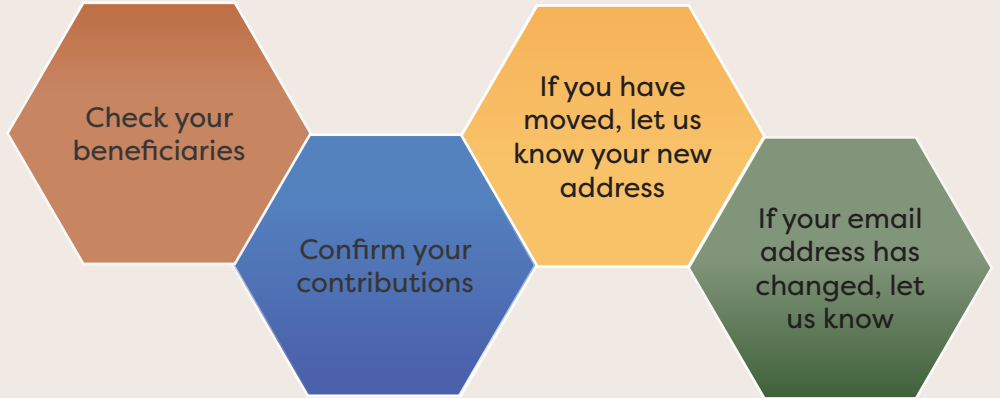 Check your
beneficiaries
Confirm your
contributions
If you have
moved, let us
know your new
address
If your email
address has
changed, let
us know